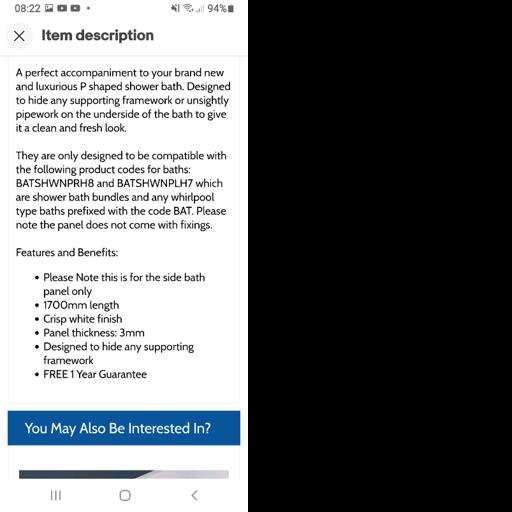 08:22 94%
Item description
A perfect accompaniment to your brand new
and luxurious P shaped shower bath. Designed
to hide any supporting framework or unsightly
pipework on the underside of the bath to give
it a clean and fresh look.
They are only designed to be compatible with
the following product codes for baths:
BATSHWNPRH8 and BATSHWNPLH7 which
are shower bath bundles and any whirlpool
type baths prefixed with the code BAT. Please
note the panel does not come with fixings.
Features and Benefits:
• Please Note this is for the side bath
panel only
• 1700mm length
• Crisp white finish
• Panel thickness: 3mm
• Designed to hide any supporting
framework
• FREE 1 Year Guarantee
You May Also Be Interested In?